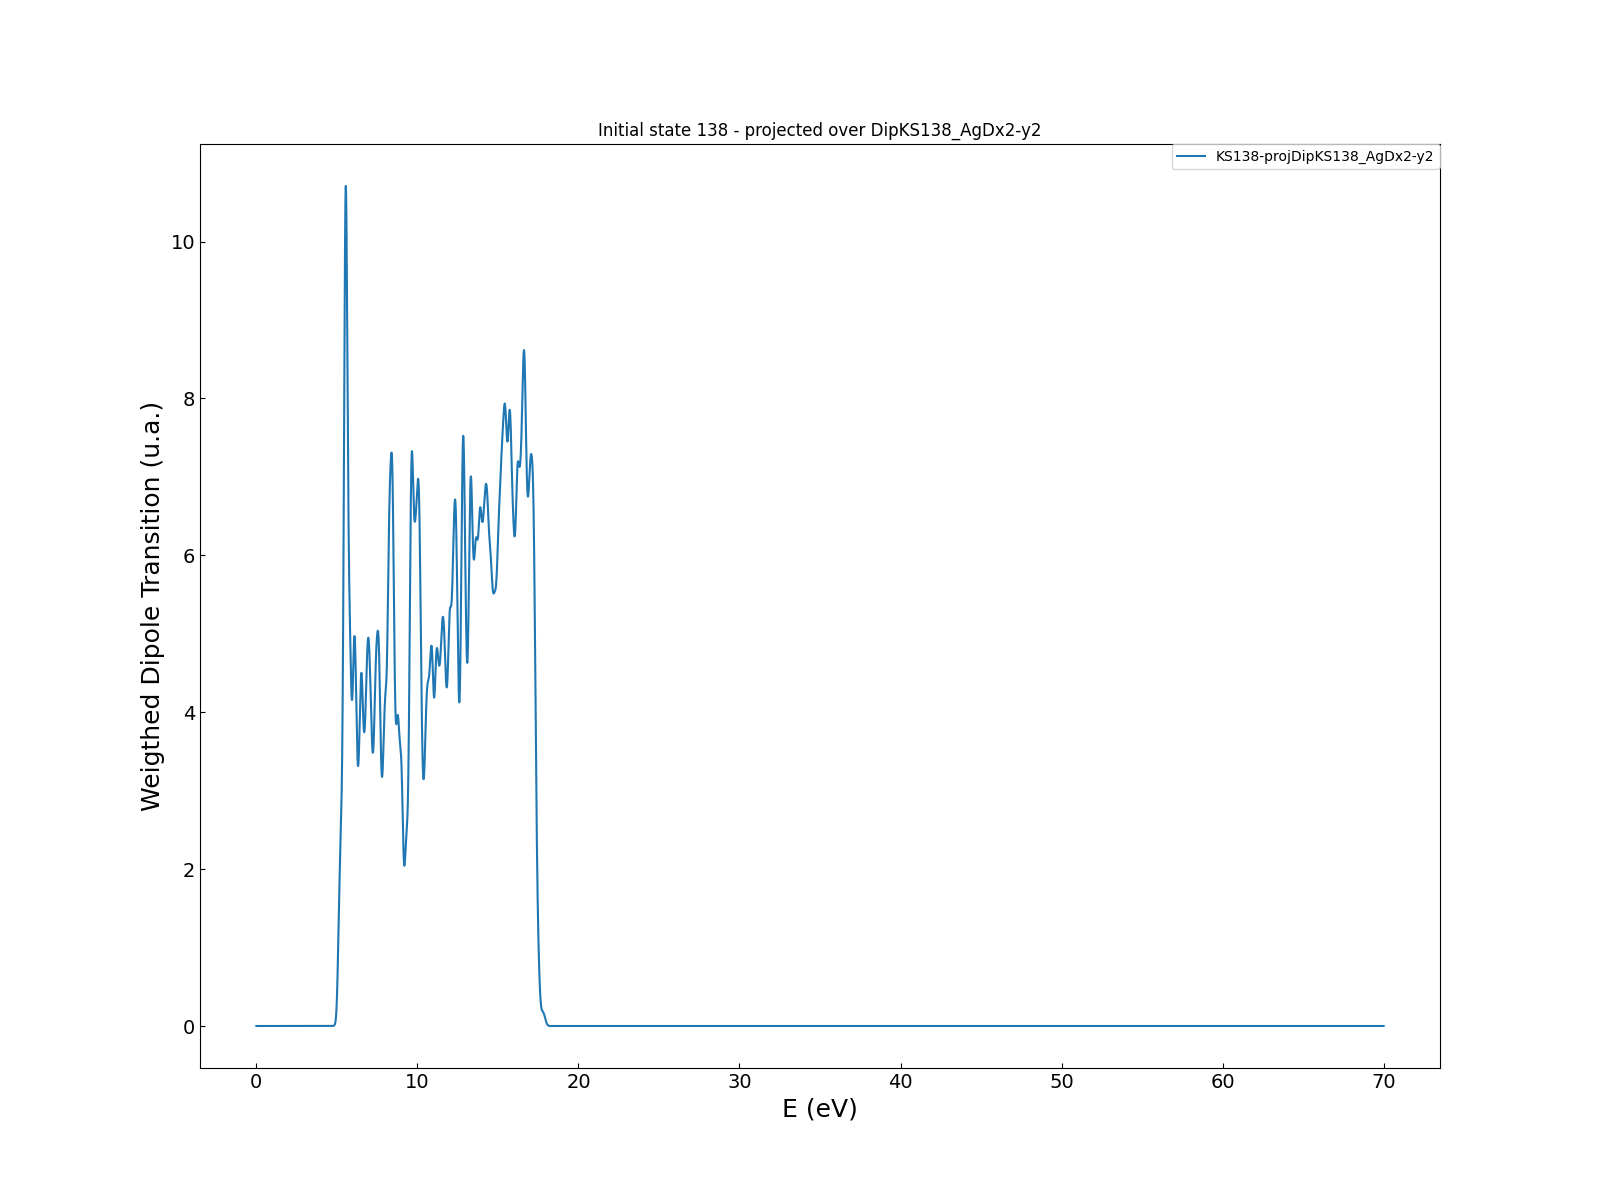 Initial state 138 - projected over DipKS138_AgDx2-y2
KS138-projDipKS138_AgDx2-y2
Weigthed Dipole Transition (u.a.)
10
8
6
4
2
0
0 10 20 30 40 50 60 70
E (eV)